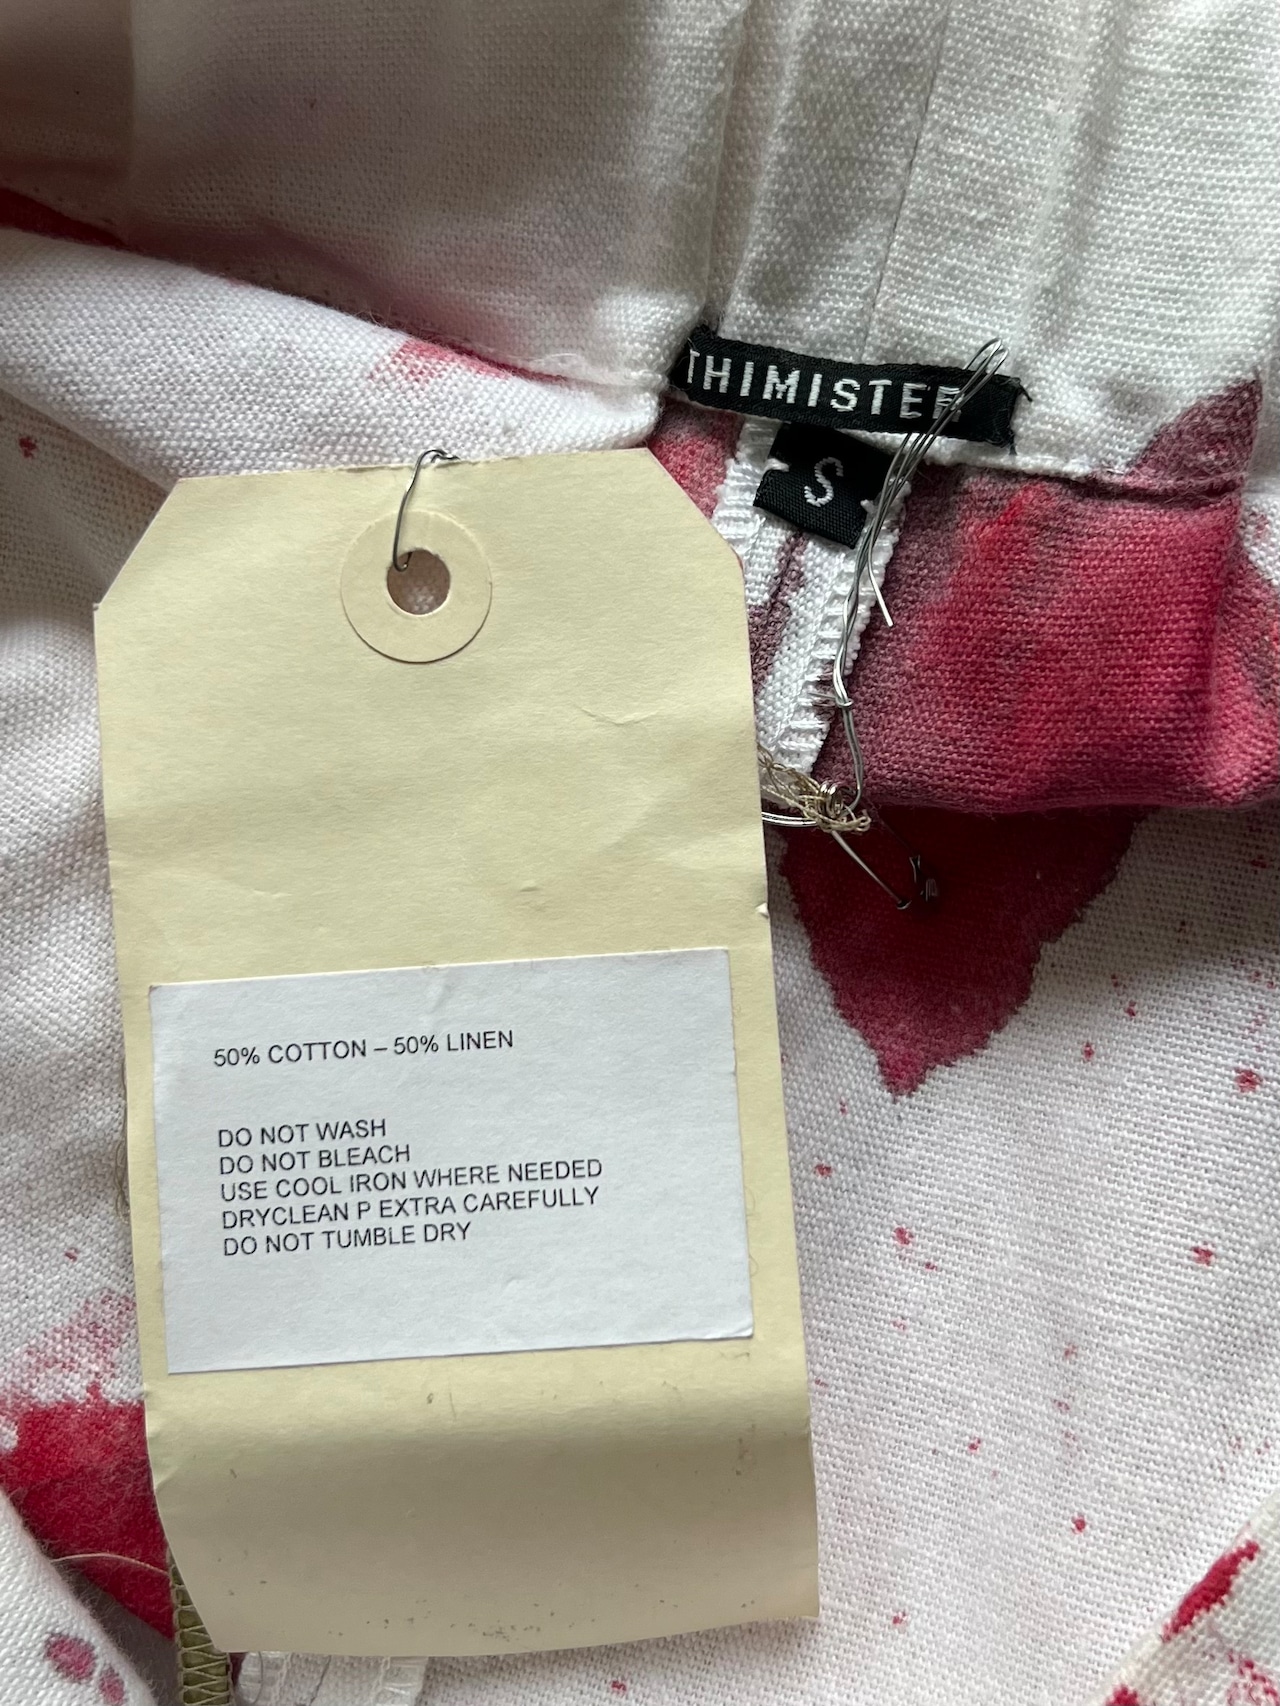 THIMISTER
S
50% COTTON – 50% LINEN
DO NOT WASH
DO NOT BLEACH
USE COOL IRON WHERE NEEDED
DRYCLEAN P EXTRA CAREFULLY
DO NOT TUMBLE DRY